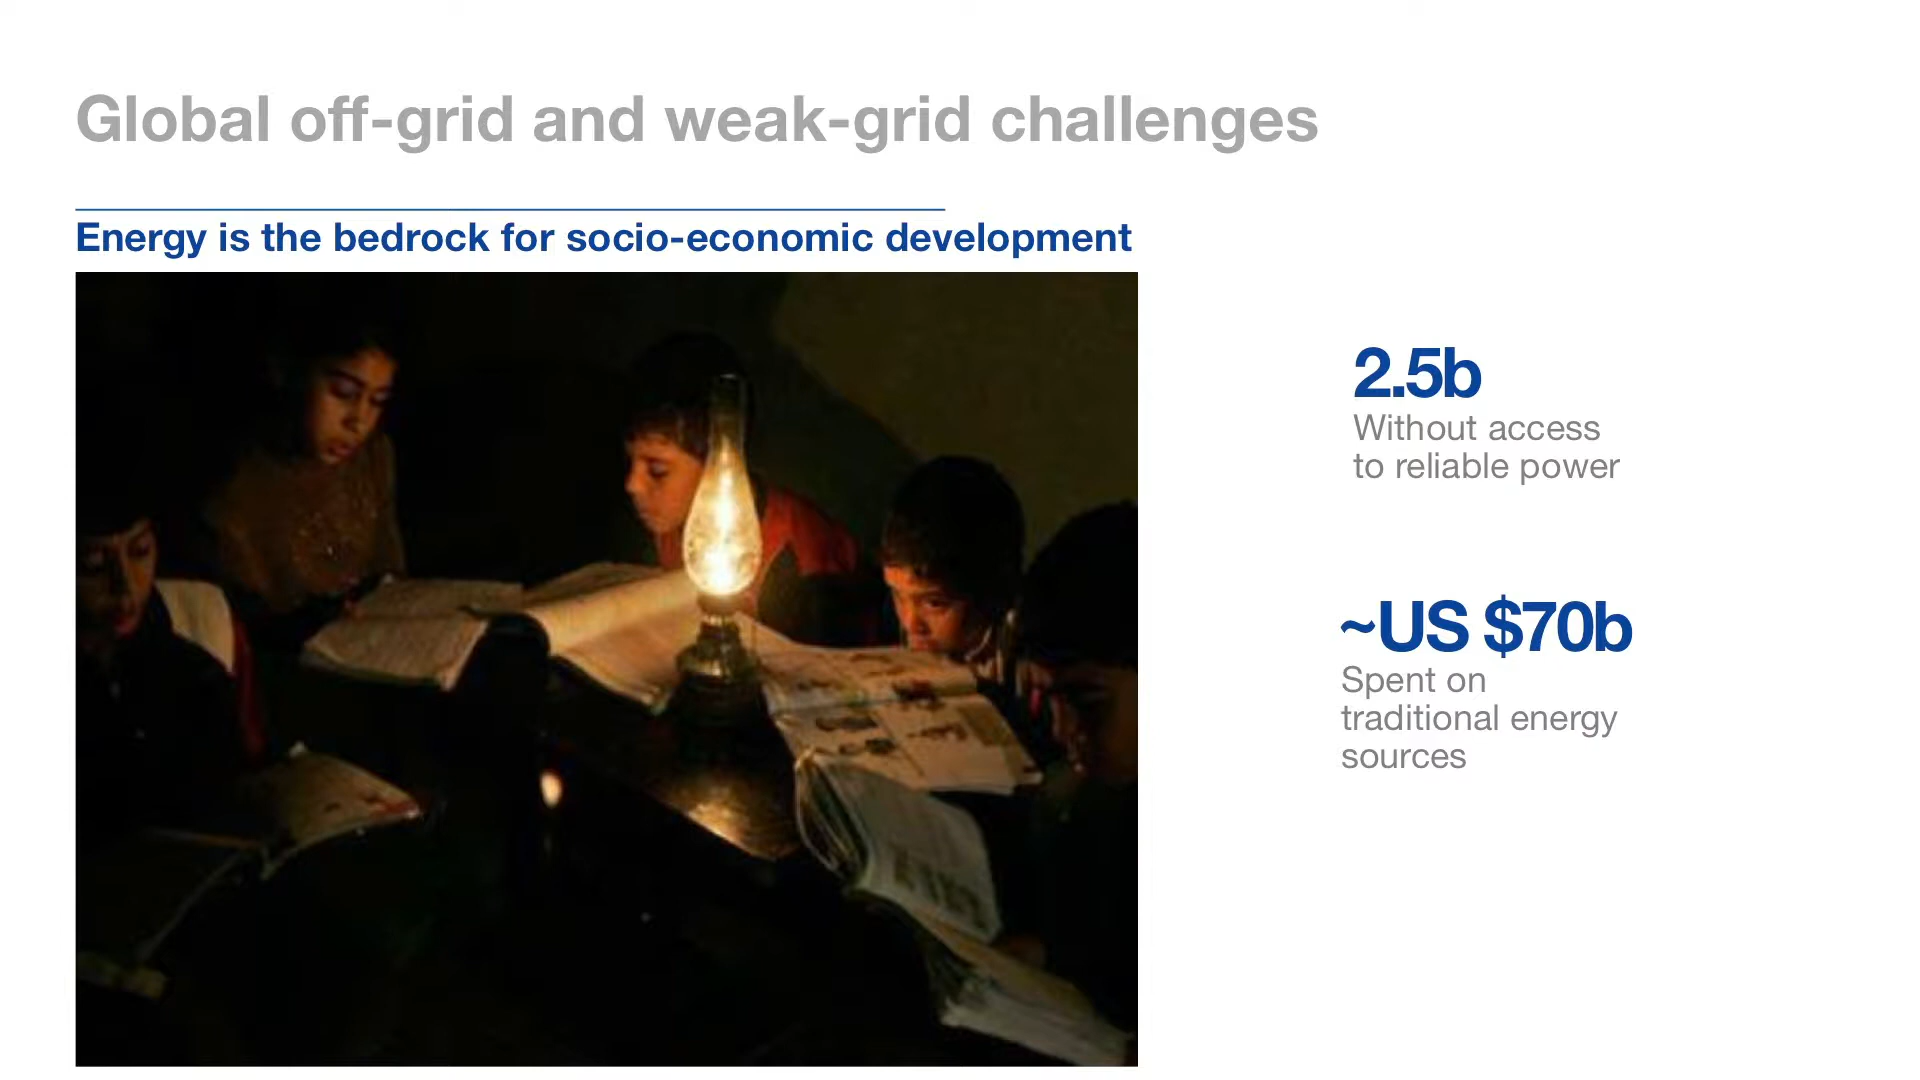 Global off-grid and weak-grid challenges
Energy is the bedrock for socio-economic development
2.5b
Without access
to reliable power
~US $70b
Spent on
traditional energy
sources